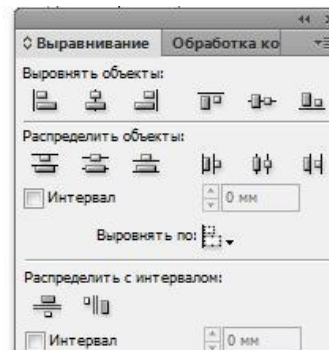 Выравнивание Обработка ко
Выровнять объекты:
Распределить объекты:
Интервал 0 мм
Выровнять по:
Распределить с интервалом:
Интервал 0 мм